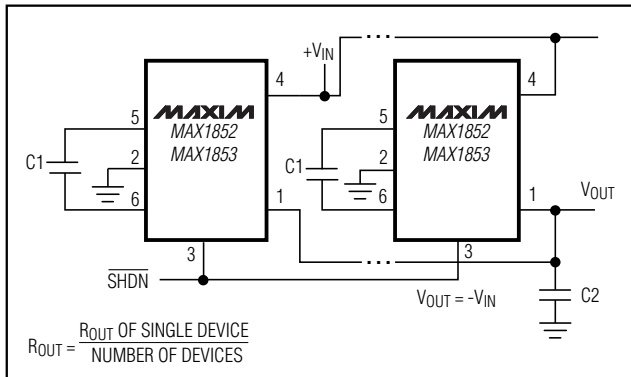 +VIN
4
4
MAXIM
MAX1852
MAX1853
MAXIM
MAX1852
MAX1853
5
5
C1
2
C1
2
6
1
6
1
VOUT
3
3
SHDN
VOUT = -VIN
C2
ROUT = ROUT OF SINGLE DEVICE
NUMBER OF DEVICES